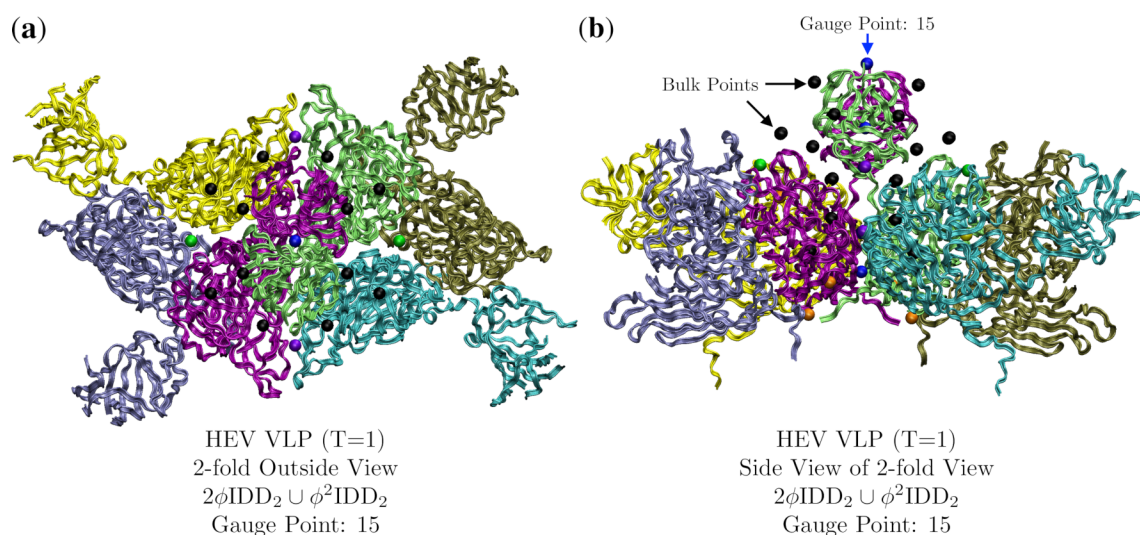 (a)
HEV VLP (T=1)
2-fold Outside View
2ϕIDD₂ ∪ ϕ²IDD₂
Gauge Point: 15
(b)
Gauge Point: 15
Bulk Points
HEV VLP (T=1)
Side View of 2-fold View
2ϕIDD₂ ∪ ϕ²IDD₂
Gauge Point: 15